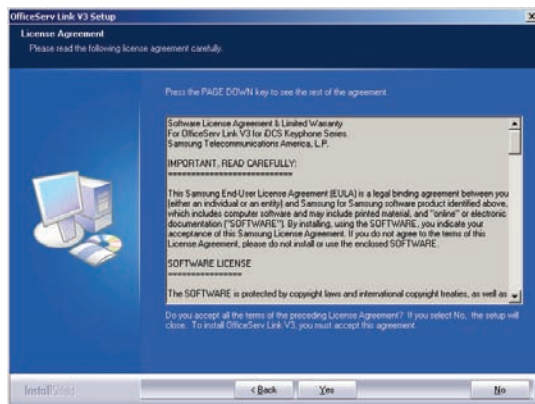 OfficeServ Link V3 Setup
License Agreement
Please read the following license agreement carefully.
Press the PAGE DOWN key to see the rest of the agreement.
Software License Agreement & Limited Warranty
For OfficeServ Link V3 for iDCS Keyphone Series
Samsung Telecommunications America, L.P.
IMPORTANT, READ CAREFULLY:
===========================
This Samsung End-User License Agreement (EULA) is a legal binding agreement between you
(either an individual or an entity) and Samsung for Samsung software product identified above,
which includes computer software and may include printed material, and "online" or electronic
documentation ("SOFTWARE"). By installing, using the SOFTWARE, you indicate your
acceptance of this Samsung License Agreement. If you do not agree to the terms of this
License Agreement, please do not install or use the enclosed SOFTWARE.
SOFTWARE LICENSE
================
The SOFTWARE is protected by copyright laws and international copyright treaties, as well as
Do you accept all the terms of the preceding License Agreement? If you select No, the setup will
close. To install OfficeServ Link V3, you must accept this agreement.
InstallShield
< Back
Yes
No